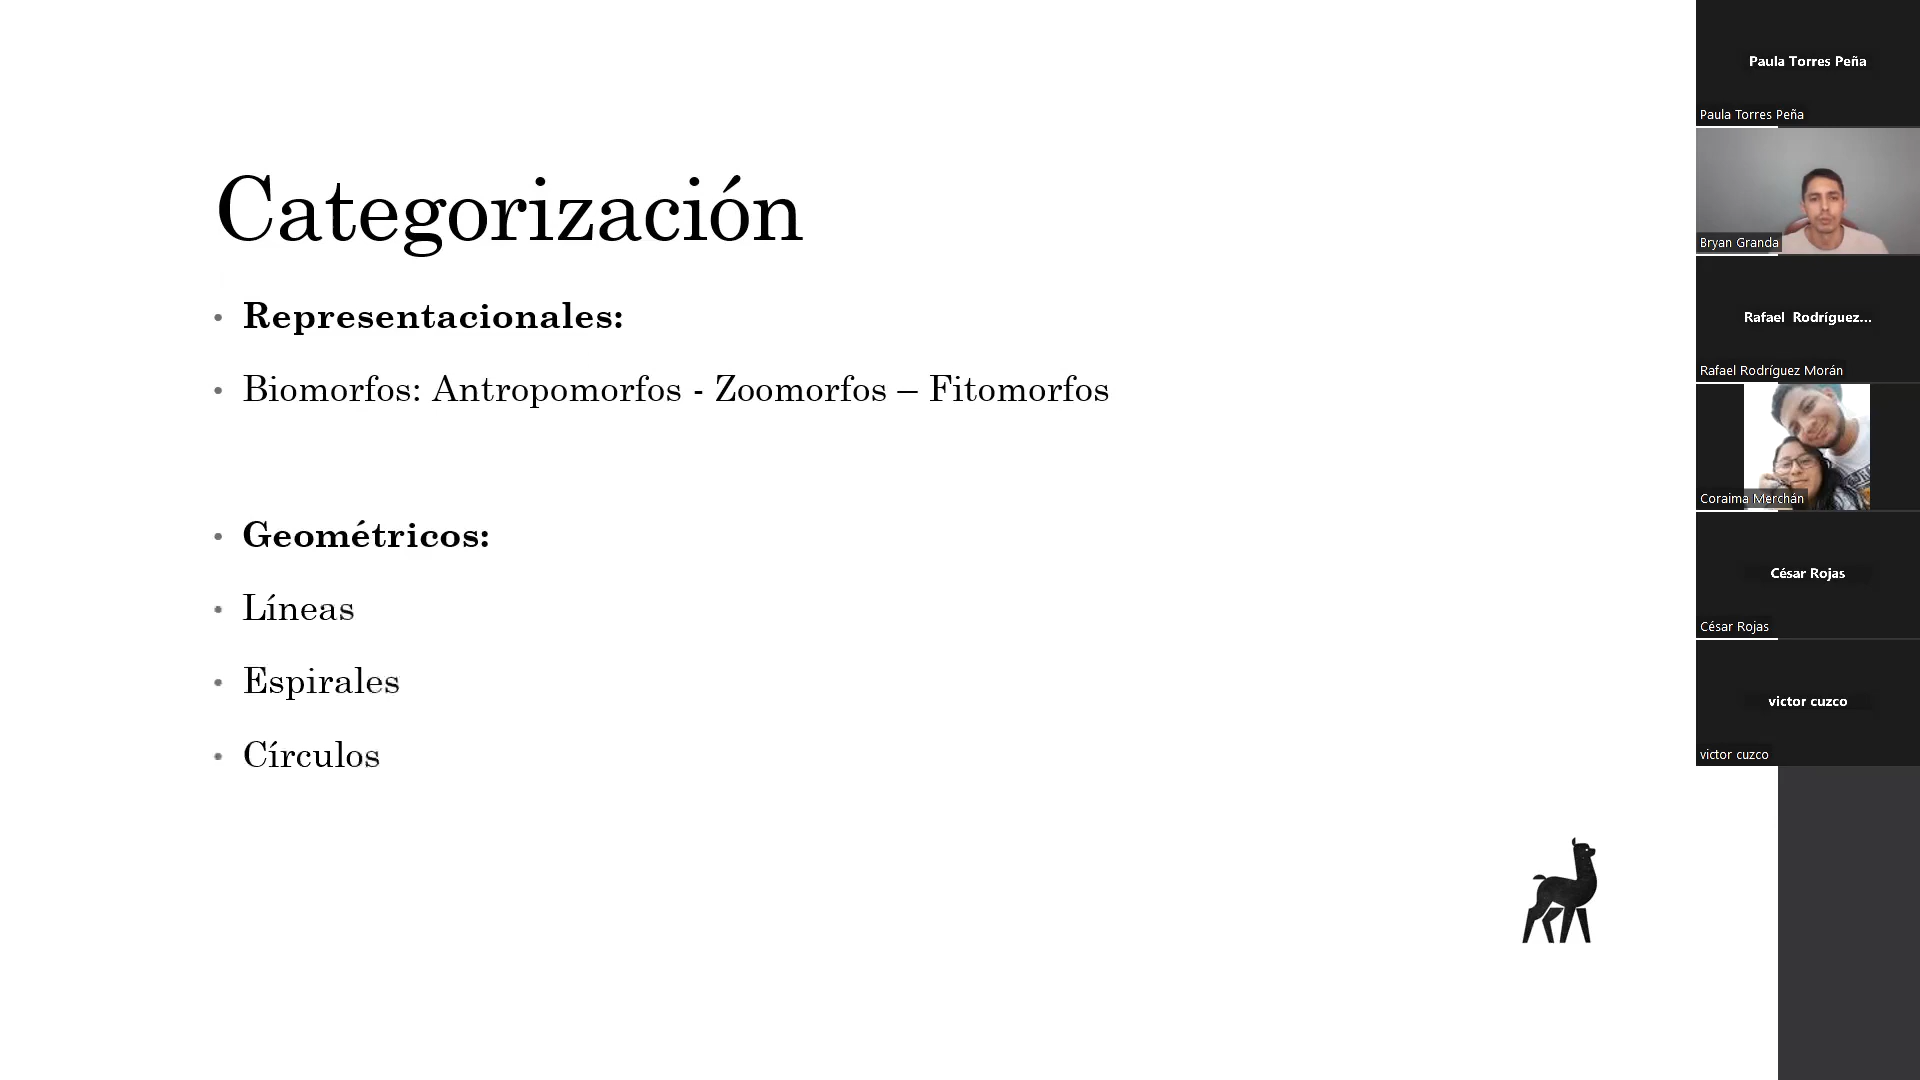 Categorización
• Representacionales:
• Biomorfos: Antropomorfos - Zoomorfos – Fitomorfos
• Geométricos:
• Líneas
• Espirales
• Círculos
Paula Torres Peña
Paula Torres Peña
Bryan Granda
Rafael Rodríguez...
Rafael Rodríguez Morán
Coraima Merchán
César Rojas
César Rojas
victor cuzco
victor cuzco